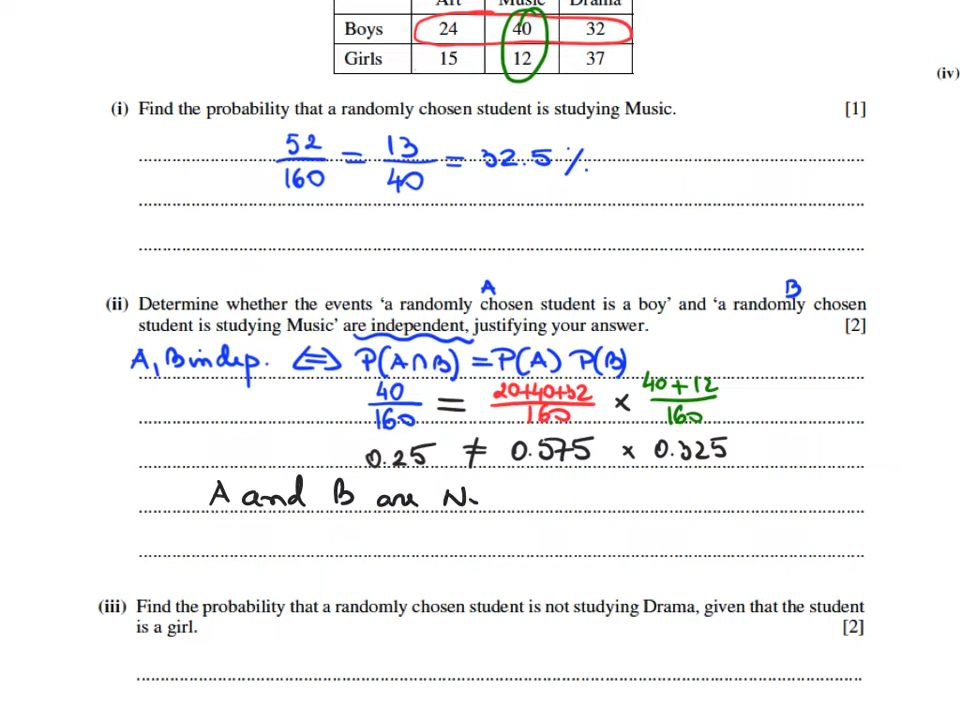 Art Music Drama
Boys 24 40 32
Girls 15 12 37
(iv)
(i) Find the probability that a randomly chosen student is studying Music. [1]
52/160 = 13/40 = 32.5 %
A B
(ii) Determine whether the events ‘a randomly chosen student is a boy’ and ‘a randomly chosen
student is studying Music’ are independent, justifying your answer. [2]
A, B indep. ⇔ P(A∩B) = P(A) P(B)
40/160 = 20+40+32/160 × 40+12/160
0.25 ≠ 0.575 × 0.325
A and B are N
(iii) Find the probability that a randomly chosen student is not studying Drama, given that the student
is a girl. [2]